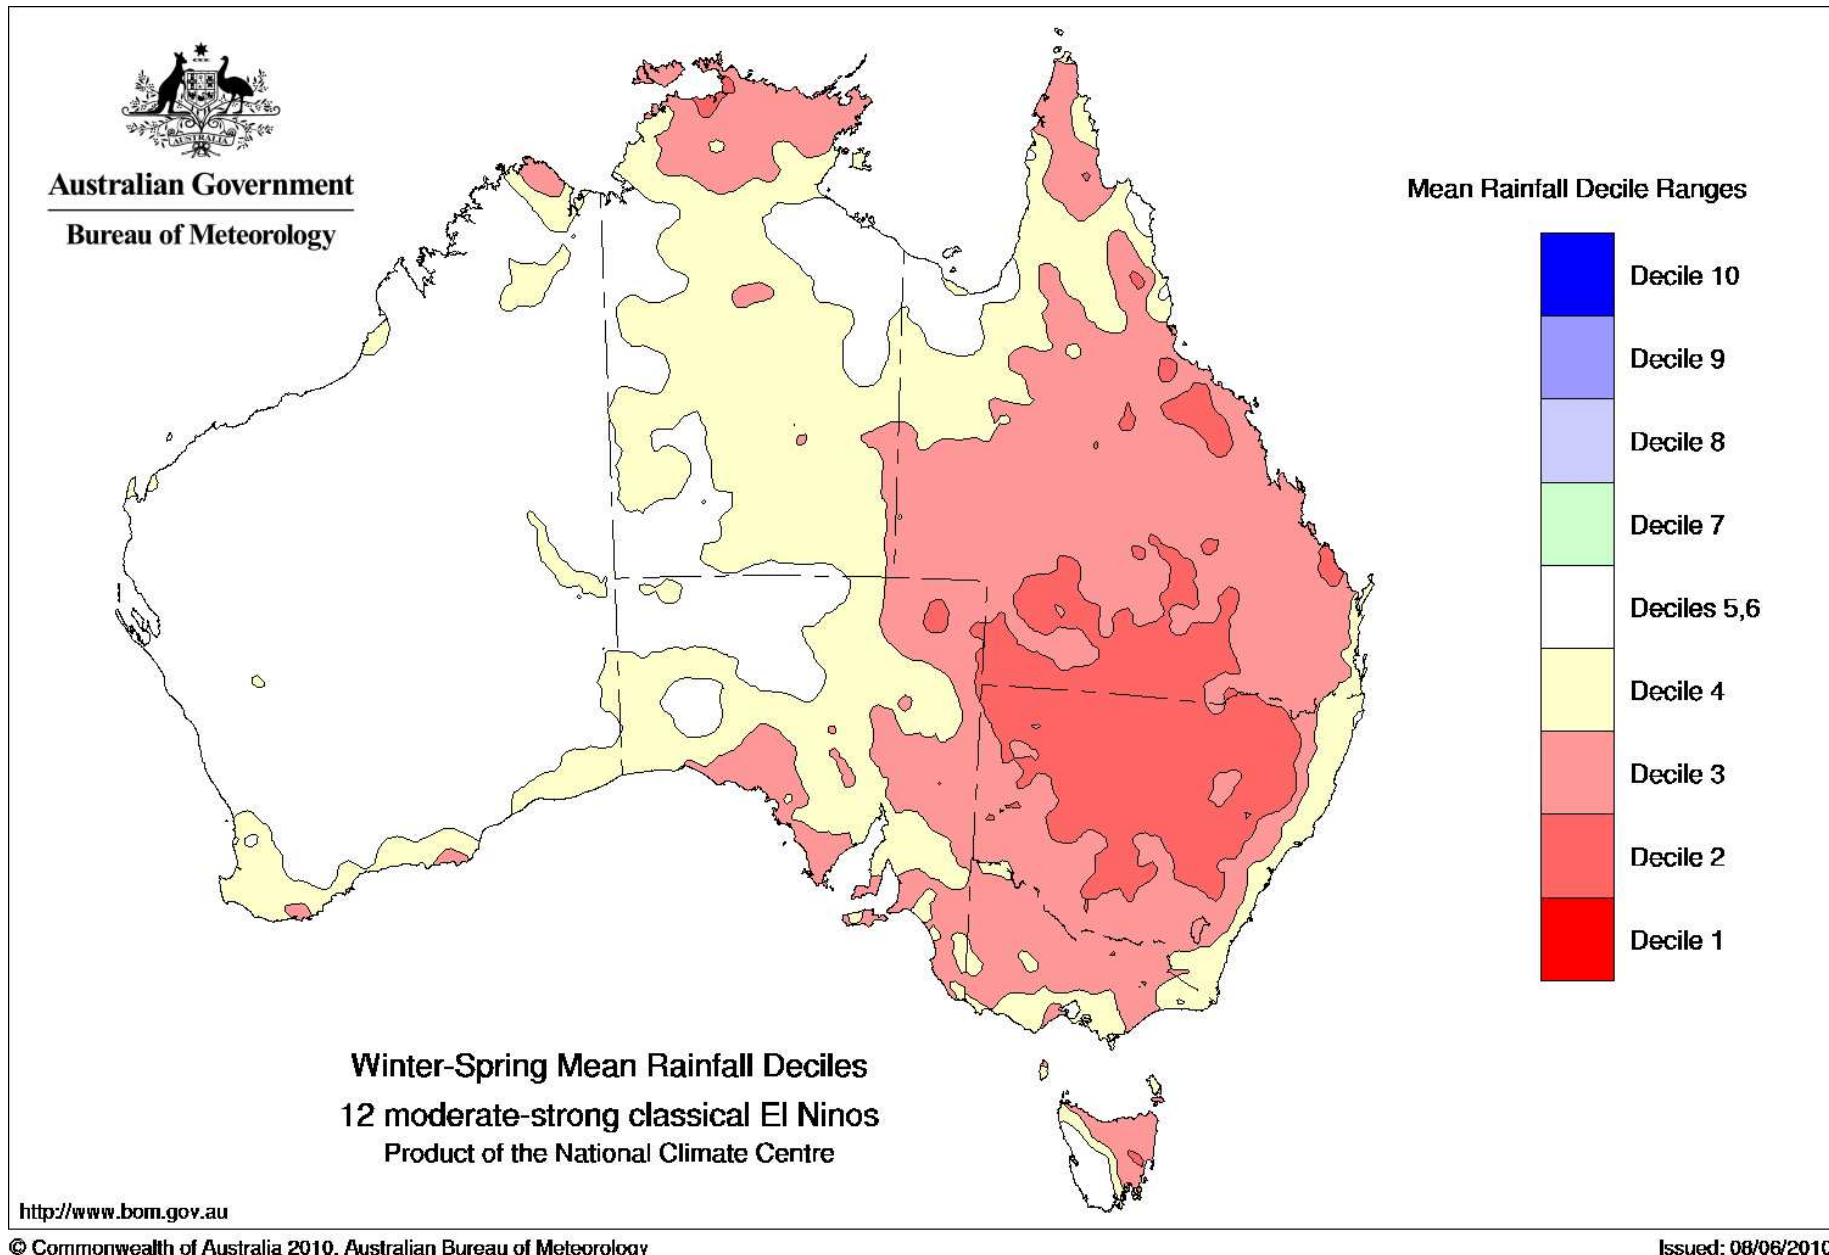 AUSTRALIA
Australian Government
Bureau of Meteorology
Mean Rainfall Decile Ranges
Decile 10
Decile 9
Decile 8
Decile 7
Deciles 5,6
Decile 4
Decile 3
Decile 2
Decile 1
Winter-Spring Mean Rainfall Deciles
12 moderate-strong classical El Ninos
Product of the National Climate Centre
http://www.bom.gov.au
© Commonwealth of Australia 2010, Australian Bureau of Meteorology
Issued: 08/06/2010